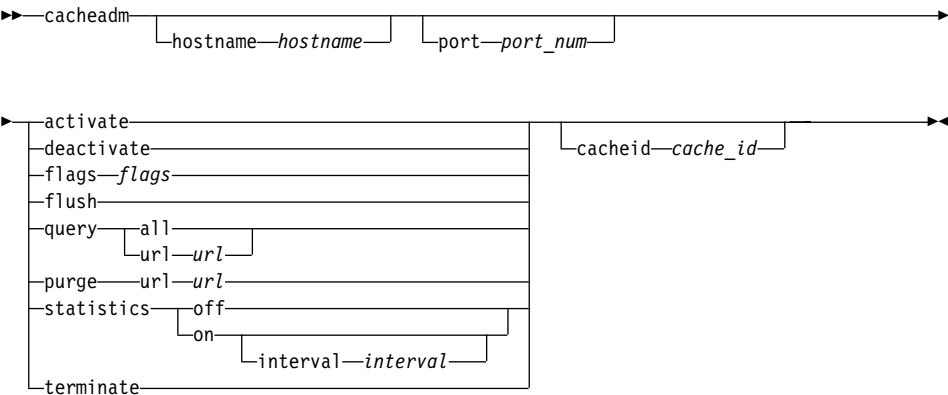 cacheadm hostname hostname port port_num
activate
deactivate cacheid cache_id
flags flags
flush
query all
url url
purge url url
statistics off
on
interval interval
terminate